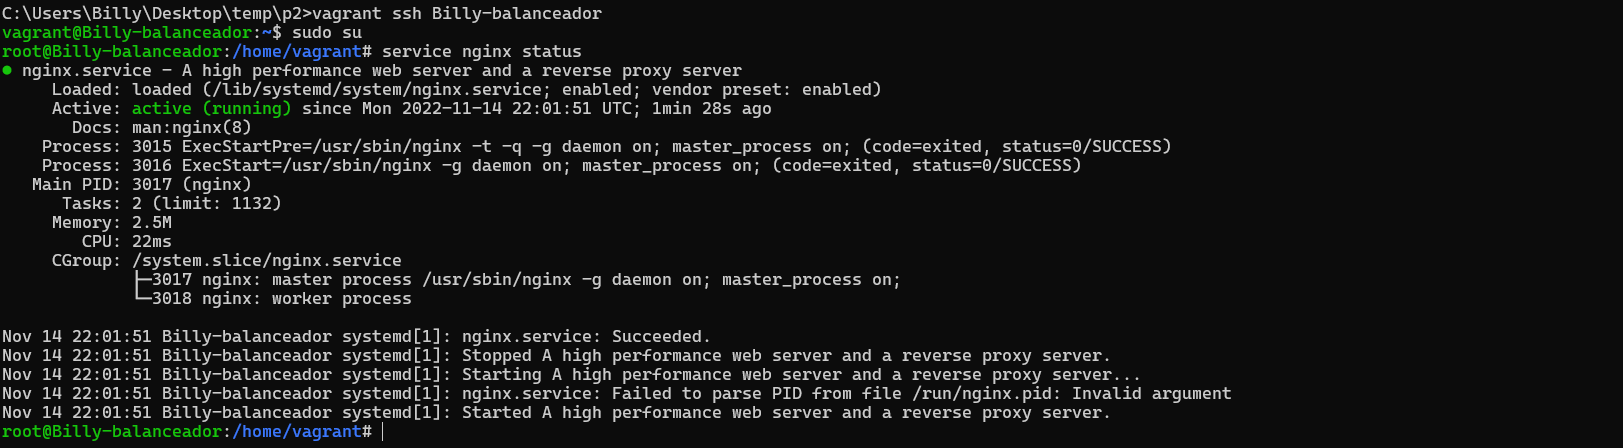 C:\Users\Billy\Desktop\temp\p2>vagrant ssh Billy-balanceador
vagrant@Billy-balanceador:~$ sudo su
root@Billy-balanceador:/home/vagrant# service nginx status
● nginx.service - A high performance web server and a reverse proxy server
     Loaded: loaded (/lib/systemd/system/nginx.service; enabled; vendor preset: enabled)
     Active: active (running) since Mon 2022-11-14 22:01:51 UTC; 1min 28s ago
       Docs: man:nginx(8)
    Process: 3015 ExecStartPre=/usr/sbin/nginx -t -q -g daemon on; master_process on; (code=exited, status=0/SUCCESS)
    Process: 3016 ExecStart=/usr/sbin/nginx -g daemon on; master_process on; (code=exited, status=0/SUCCESS)
   Main PID: 3017 (nginx)
      Tasks: 2 (limit: 1132)
     Memory: 2.5M
        CPU: 22ms
     CGroup: /system.slice/nginx.service
             ├─3017 nginx: master process /usr/sbin/nginx -g daemon on; master_process on;
             └─3018 nginx: worker process
Nov 14 22:01:51 Billy-balanceador systemd[1]: nginx.service: Succeeded.
Nov 14 22:01:51 Billy-balanceador systemd[1]: Stopped A high performance web server and a reverse proxy server.
Nov 14 22:01:51 Billy-balanceador systemd[1]: Starting A high performance web server and a reverse proxy server...
Nov 14 22:01:51 Billy-balanceador systemd[1]: nginx.service: Failed to parse PID from file /run/nginx.pid: Invalid argument
Nov 14 22:01:51 Billy-balanceador systemd[1]: Started A high performance web server and a reverse proxy server.
root@Billy-balanceador:/home/vagrant#